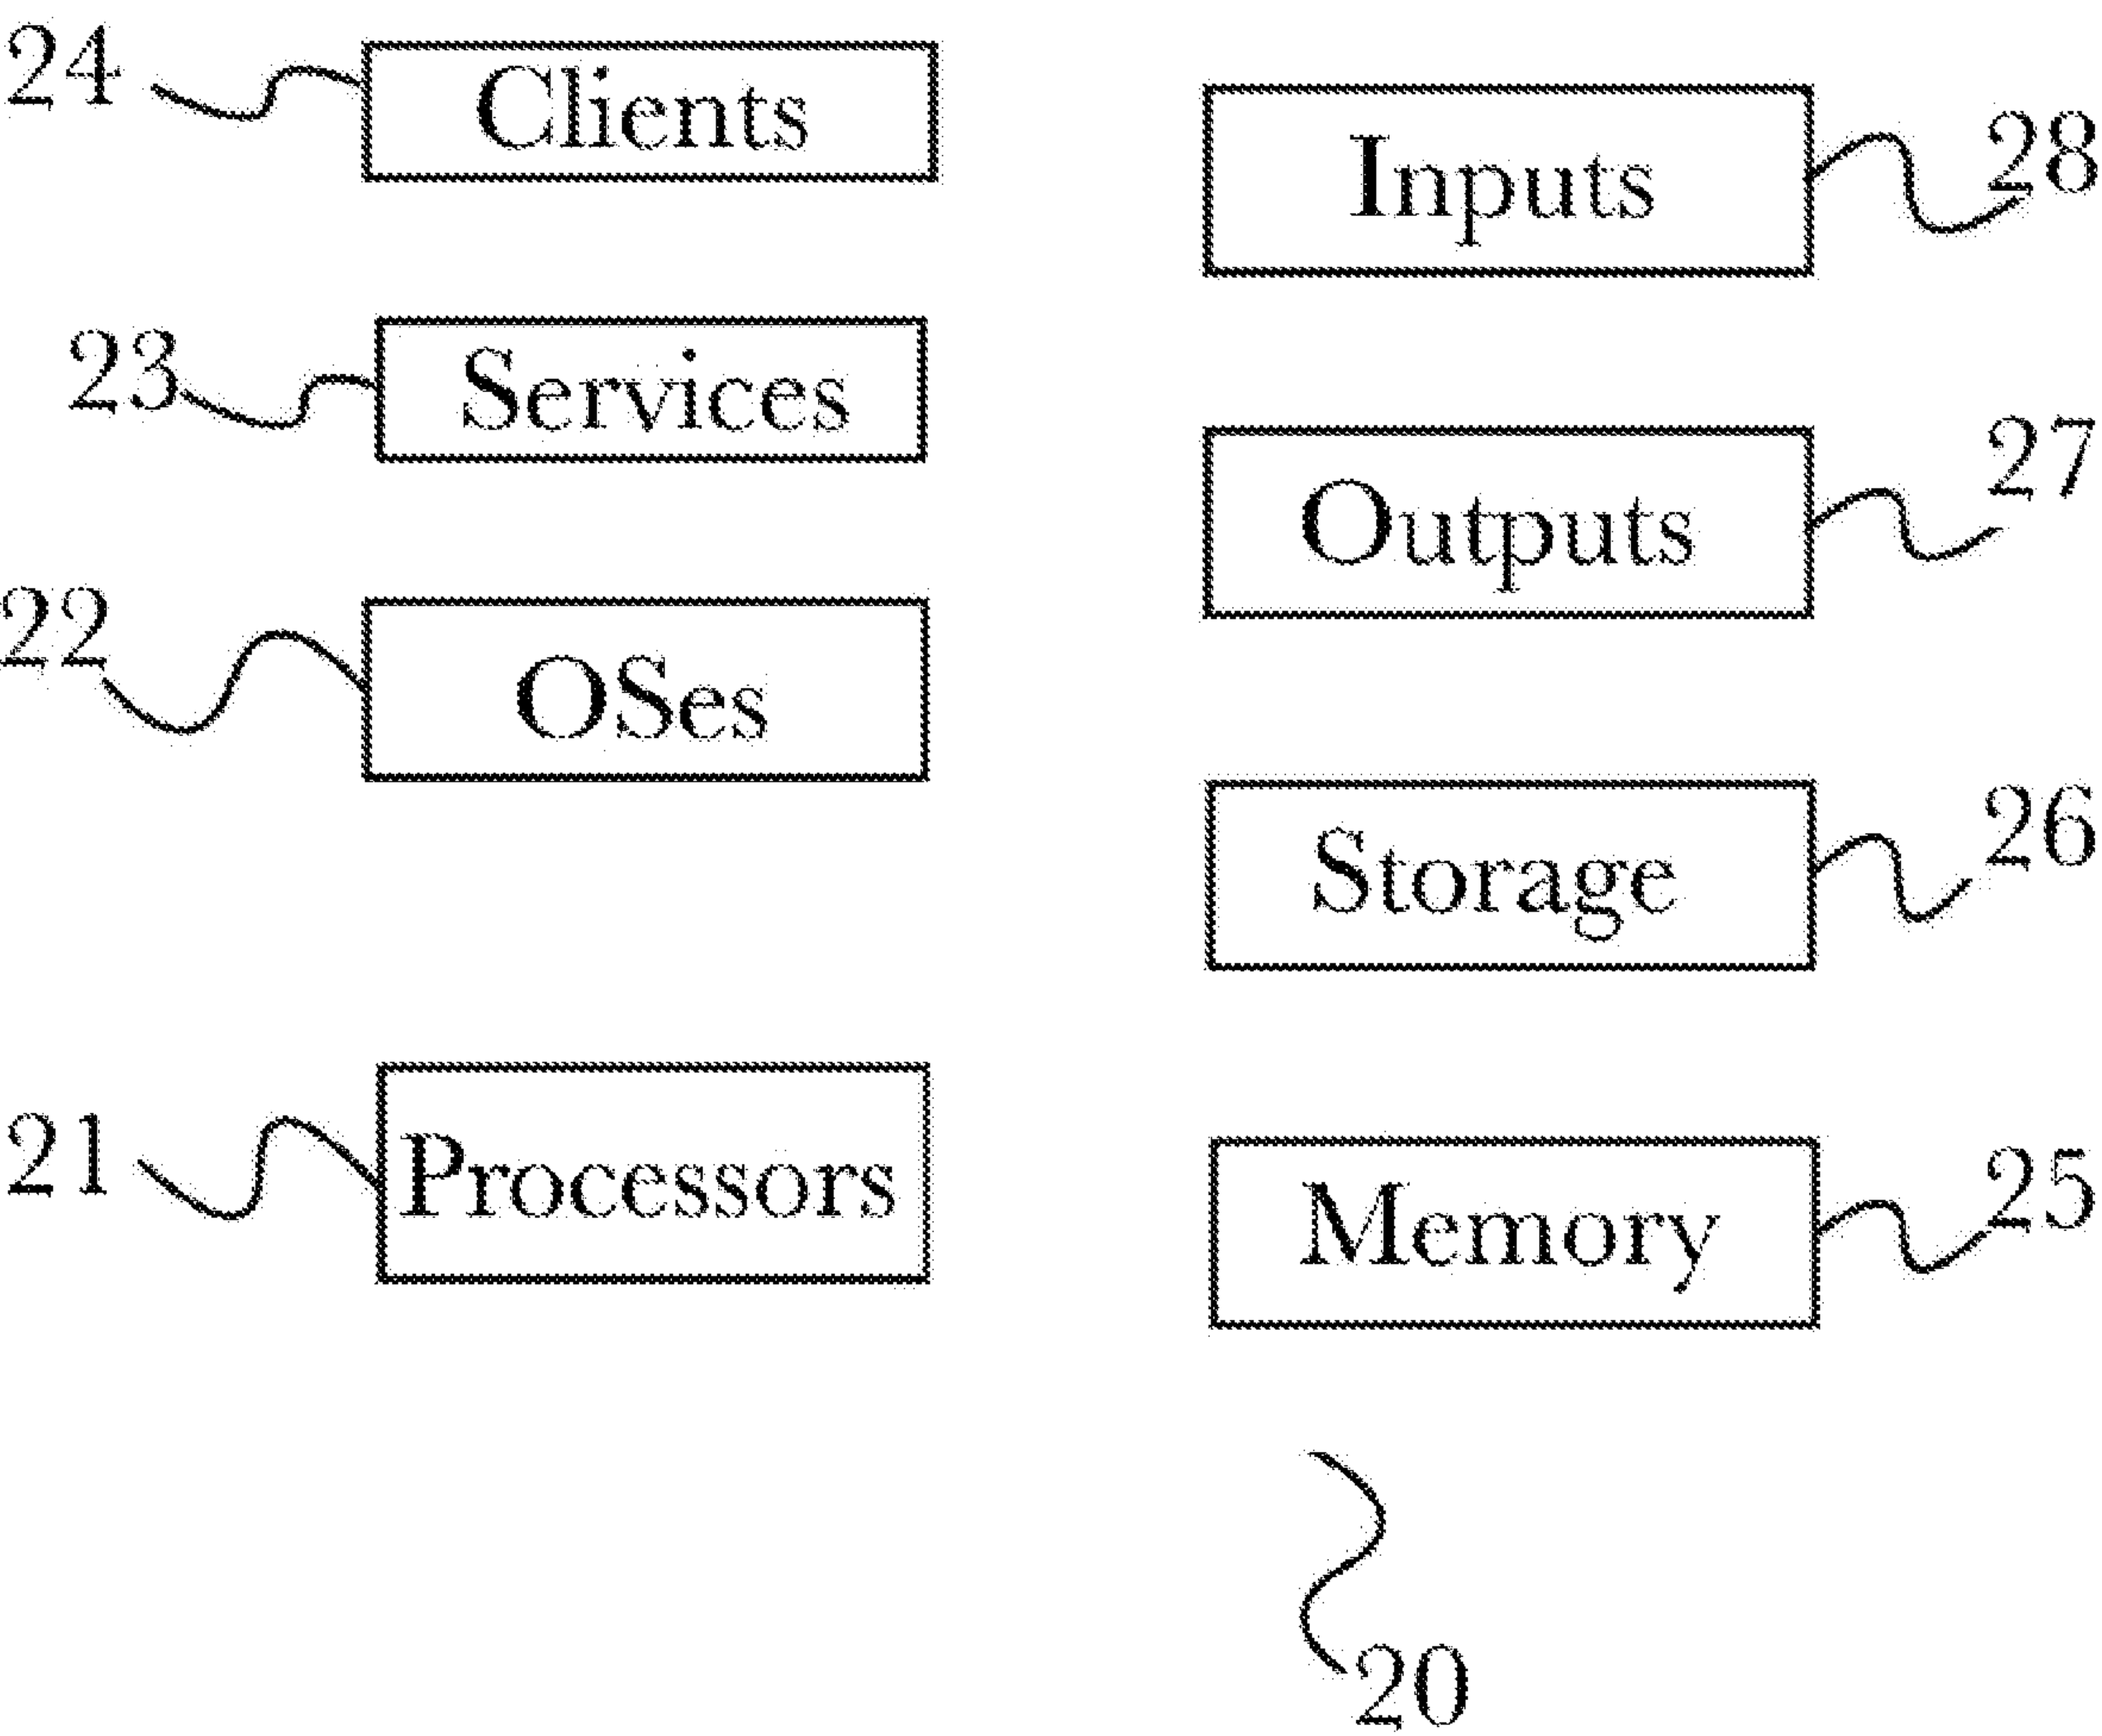 24
Clients
23
Services
22
OSes
21
Processors
Inputs
28
Outputs
27
Storage
26
Memory
25
20